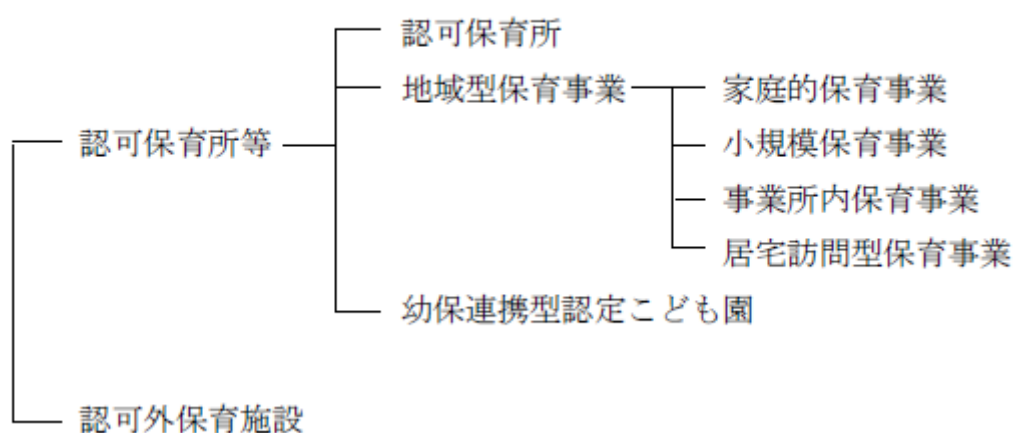 認可保育所
地域型保育事業 家庭的保育事業
認可保育所等 小規模保育事業
事業所内保育事業
居宅訪問型保育事業
幼保連携型認定こども園
認可外保育施設